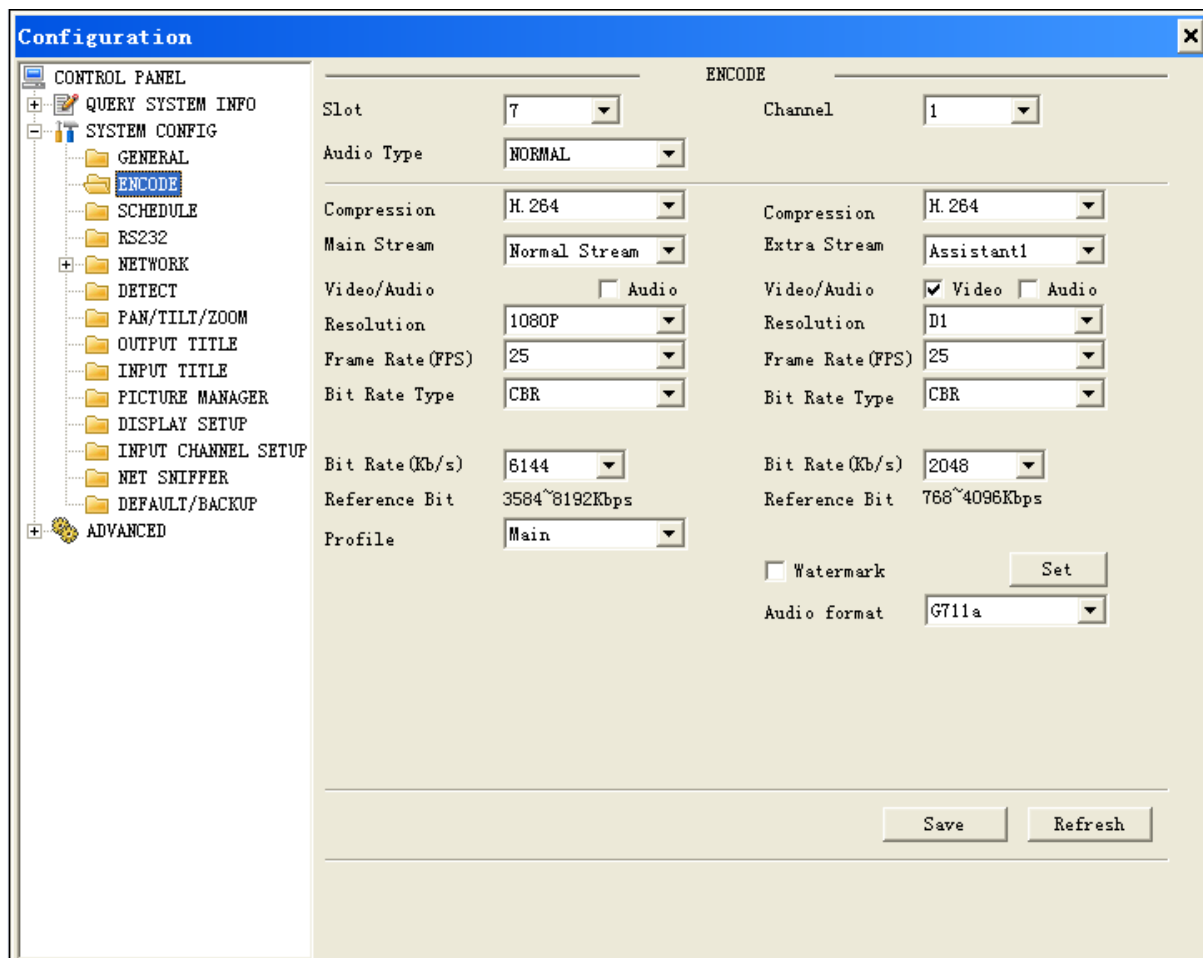 Configuration
CONTROL PANEL
QUERY SYSTEM INFO
SYSTEM CONFIG
GENERAL
ENCODE
SCHEDULE
RS232
NETWORK
DETECT
PAN/TILT/ZOOM
OUTPUT TITLE
INPUT TITLE
PICTURE MANAGER
DISPLAY SETUP
INPUT CHANNEL SETUP
NET SNIFFER
DEFAULT/BACKUP
ADVANCED
ENCODE
Slot 7 Channel 1
Audio Type NORMAL
Compression H.264 Compression H.264
Main Stream Normal Stream Extra Stream Assistant1
Video/Audio Audio Video/Audio Video Audio
Resolution 1080P Resolution D1
Frame Rate(FPS) 25 Frame Rate(FPS) 25
Bit Rate Type CBR Bit Rate Type CBR
Bit Rate(Kb/s) 6144 Bit Rate(Kb/s) 2048
Reference Bit 3584~8192Kbps Reference Bit 768~4096Kbps
Profile Main
Watermark Set
Audio format G711a
Save Refresh